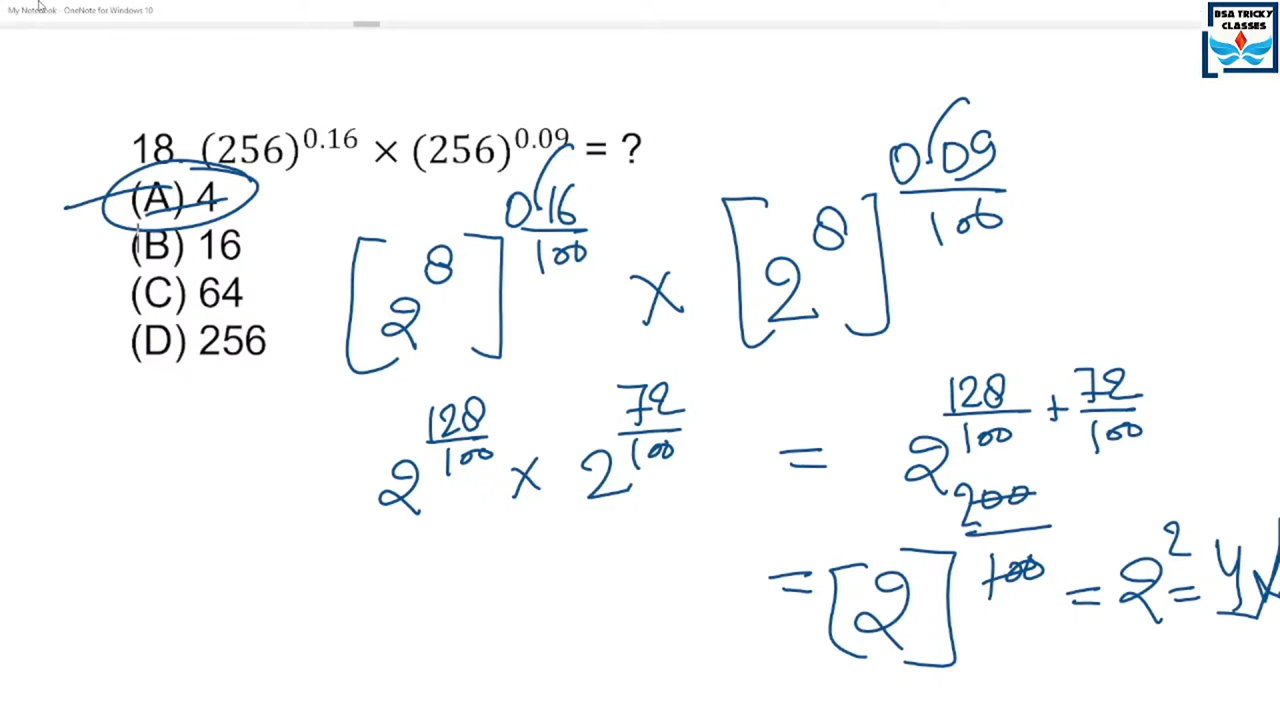 My Notebook - OneNote for Windows 10
BSA TRICKY
CLASSES
18. (256)^0.16 × (256)^0.09 = ?
(A) 4
(B) 16
(C) 64
(D) 256
[2^8]^(0.16/100) × [2^8]^(0.09/100)
2^(128/100) × 2^(72/100) = 2^(128/100 + 72/100)
= [2]^(200/100) = 2^2 = 4